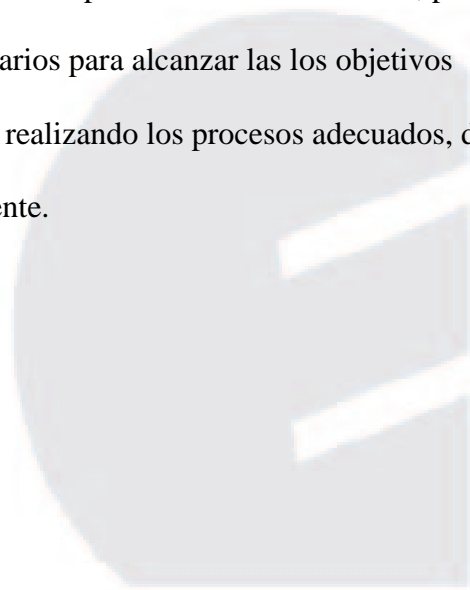 arios para alcanzar las los objetivos
realizando los procesos adecuados,
ente.